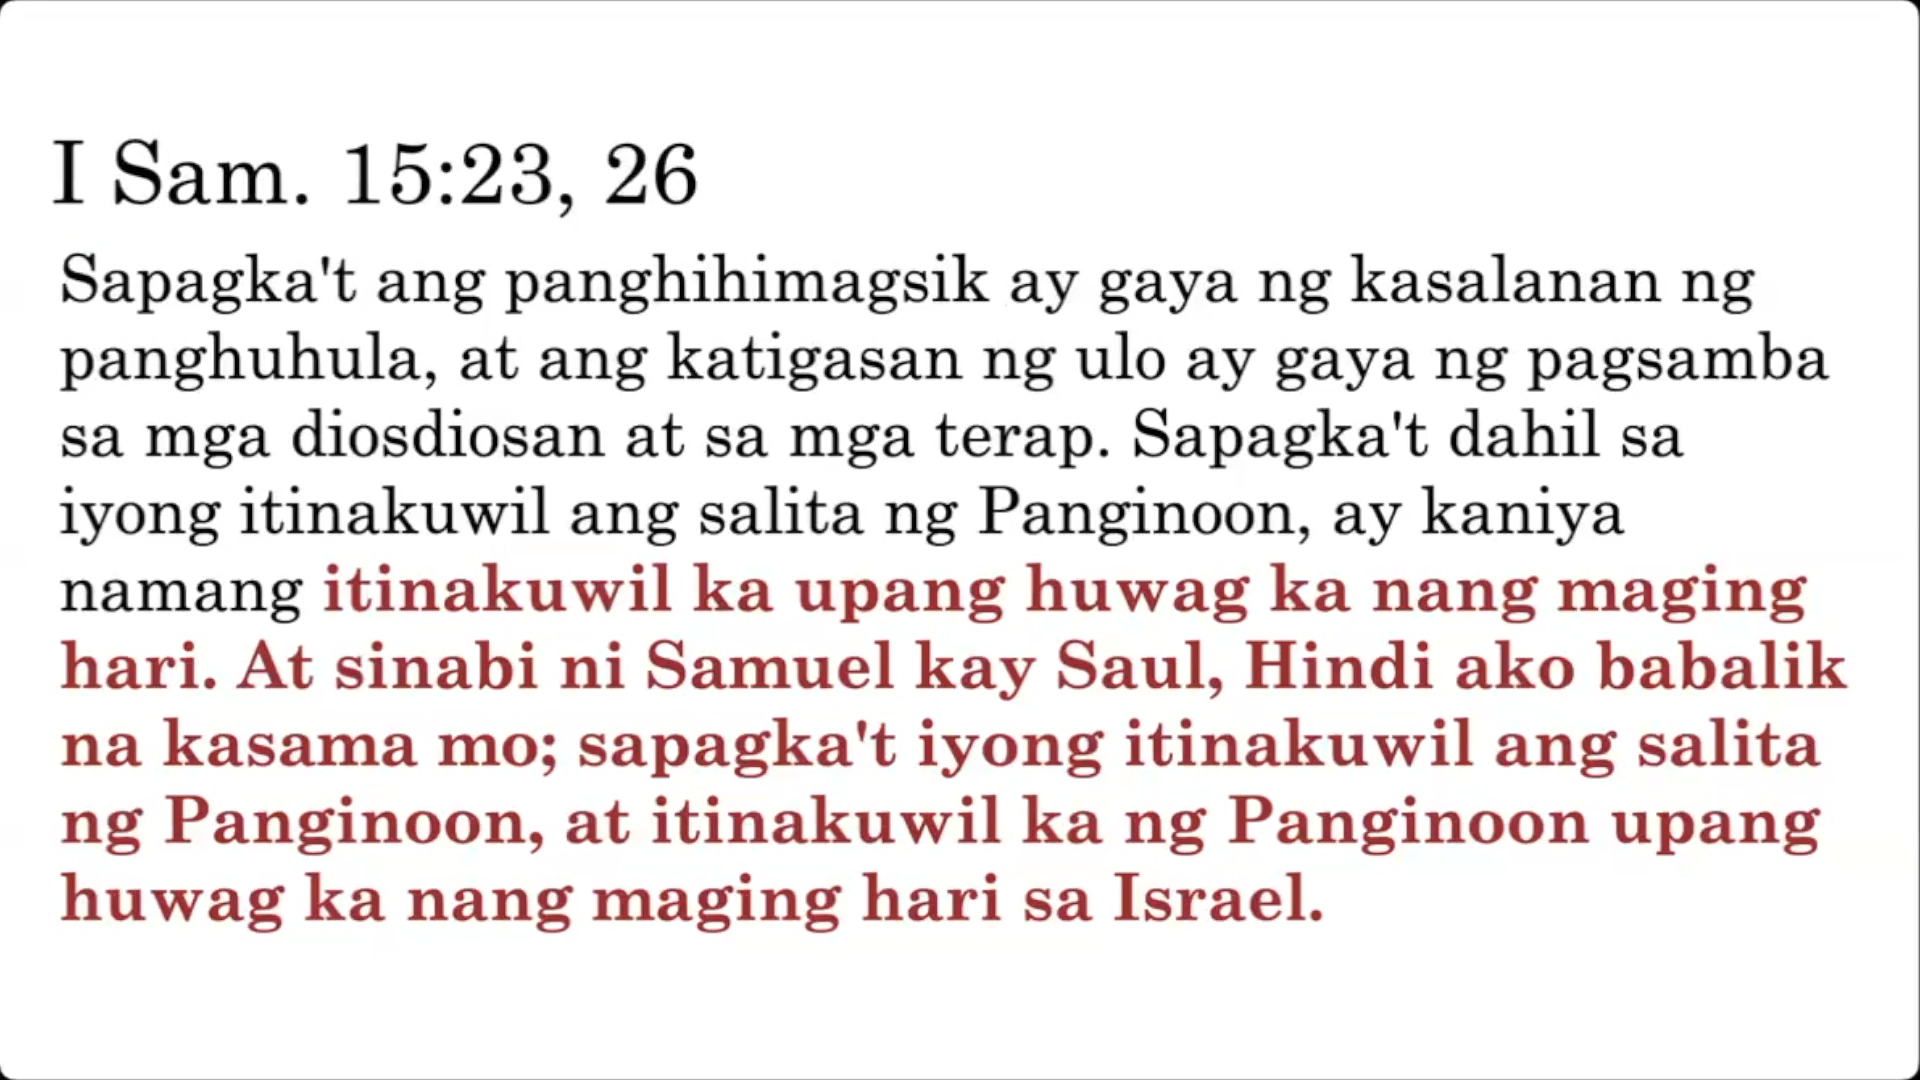 I Sam. 15:23, 26
Sapagka't ang panghihimagsik ay gaya ng kasalanan ng
panghuhula, at ang katigasan ng ulo ay gaya ng pagsamba
sa mga diosdiosan at sa mga terap. Sapagka't dahil sa
iyong itinakuwil ang salita ng Panginoon, ay kaniya
namang itinakuwil ka upang huwag ka nang maging
hari. At sinabi ni Samuel kay Saul, Hindi ako babalik
na kasama mo; sapagka't iyong itinakuwil ang salita
ng Panginoon, at itinakuwil ka ng Panginoon upang
huwag ka nang maging hari sa Israel.